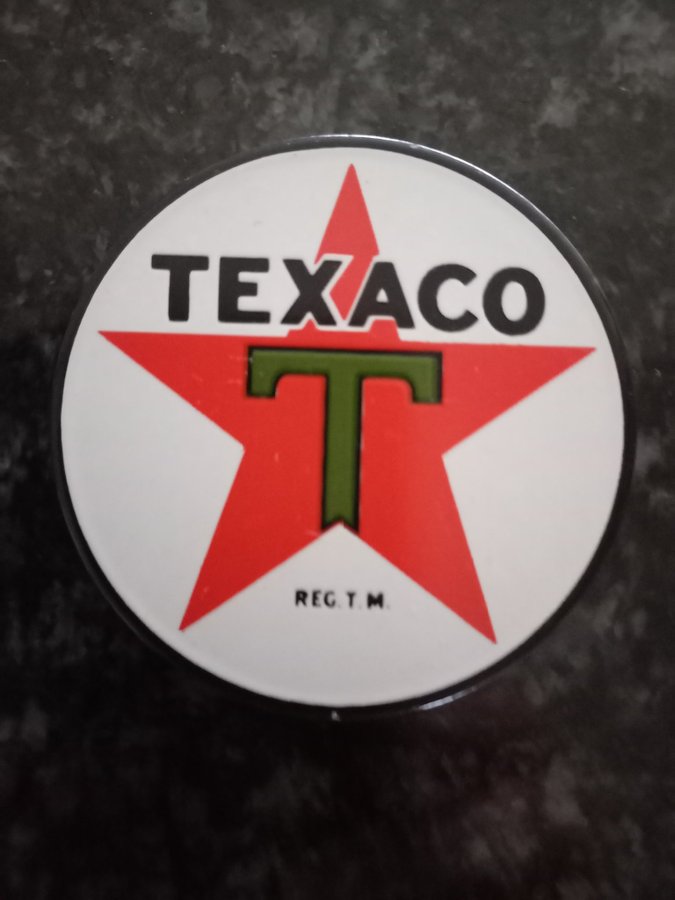 TEXACO
T
REG. T. M.